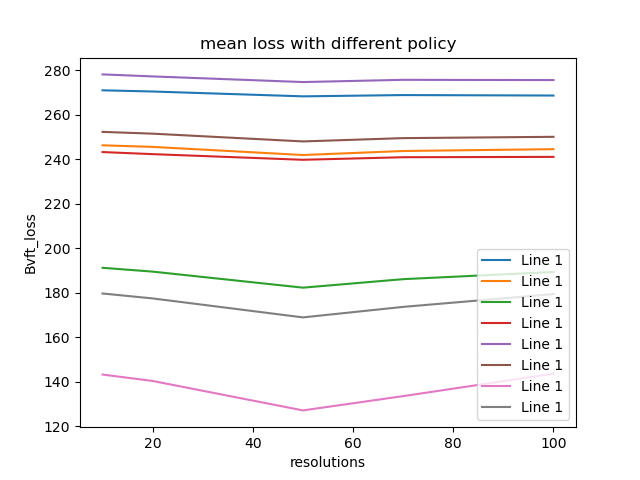 mean loss with different policy
280
260
240
220
200
180
160
140
120
Bvft_loss
20
40
60
80
100
resolutions
Line 1
Line 1
Line 1
Line 1
Line 1
Line 1
Line 1
Line 1